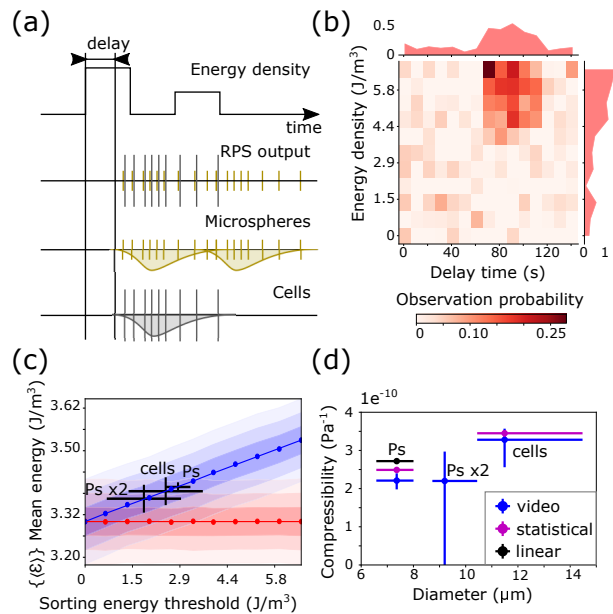 (a)
delay
Energy density
time
RPS output
Microspheres
Cells
(b)
0.5
0
Energy density (J/m³)
5.8
4.4
2.9
1.5
0
0
40
80
120
0
1
Delay time (s)
Observation probability
0
0.10
0.25
(c)
{⟨ℰ⟩} Mean energy (J/m³)
3.62
3.50
3.32
3.20
cells
Ps
Ps x2
0
1.5
2.9
4.4
5.8
Sorting energy threshold (J/m³)
(d)
1e-10
Compressibility (Pa⁻¹)
4
3
2
1
0
Ps
Ps x2
cells
video
statistical
linear
6
8
10
12
14
Diameter (μm)